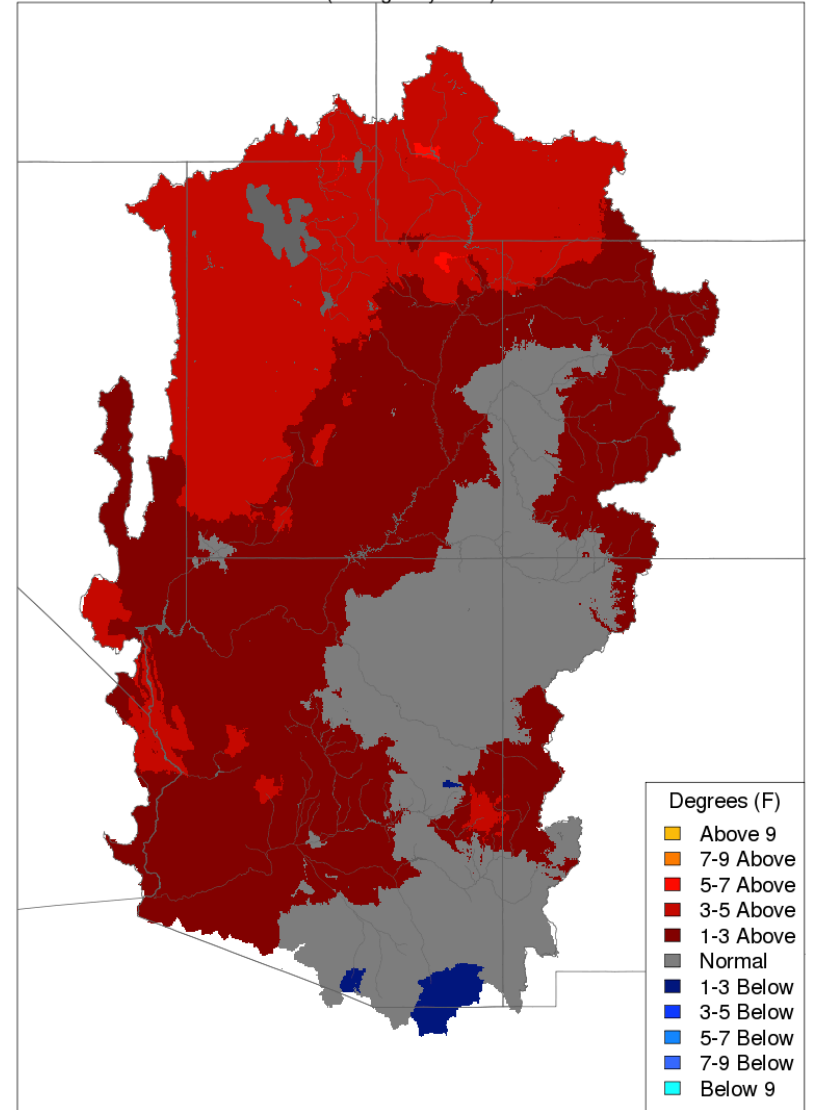 Degrees (F)
Above 9
7-9 Above
5-7 Above
3-5 Above
1-3 Above
Normal
1-3 Below
3-5 Below
5-7 Below
7-9 Below
Below 9